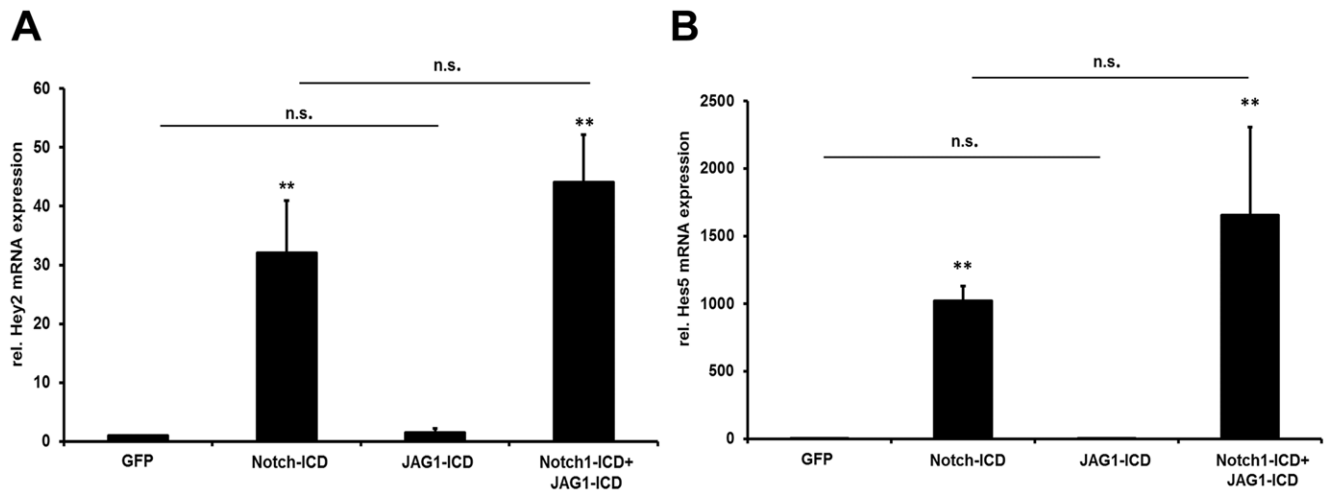 A
rel. Hey2 mRNA expression
60
50
40
30
20
10
0
n.s.
n.s.
**
**
GFP
Notch-ICD
JAG1-ICD
Notch1-ICD+
JAG1-ICD
B
rel. Hes5 mRNA expression
2500
2000
1500
1000
500
0
n.s.
n.s.
**
**
GFP
Notch-ICD
JAG1-ICD
Notch1-ICD+
JAG1-ICD